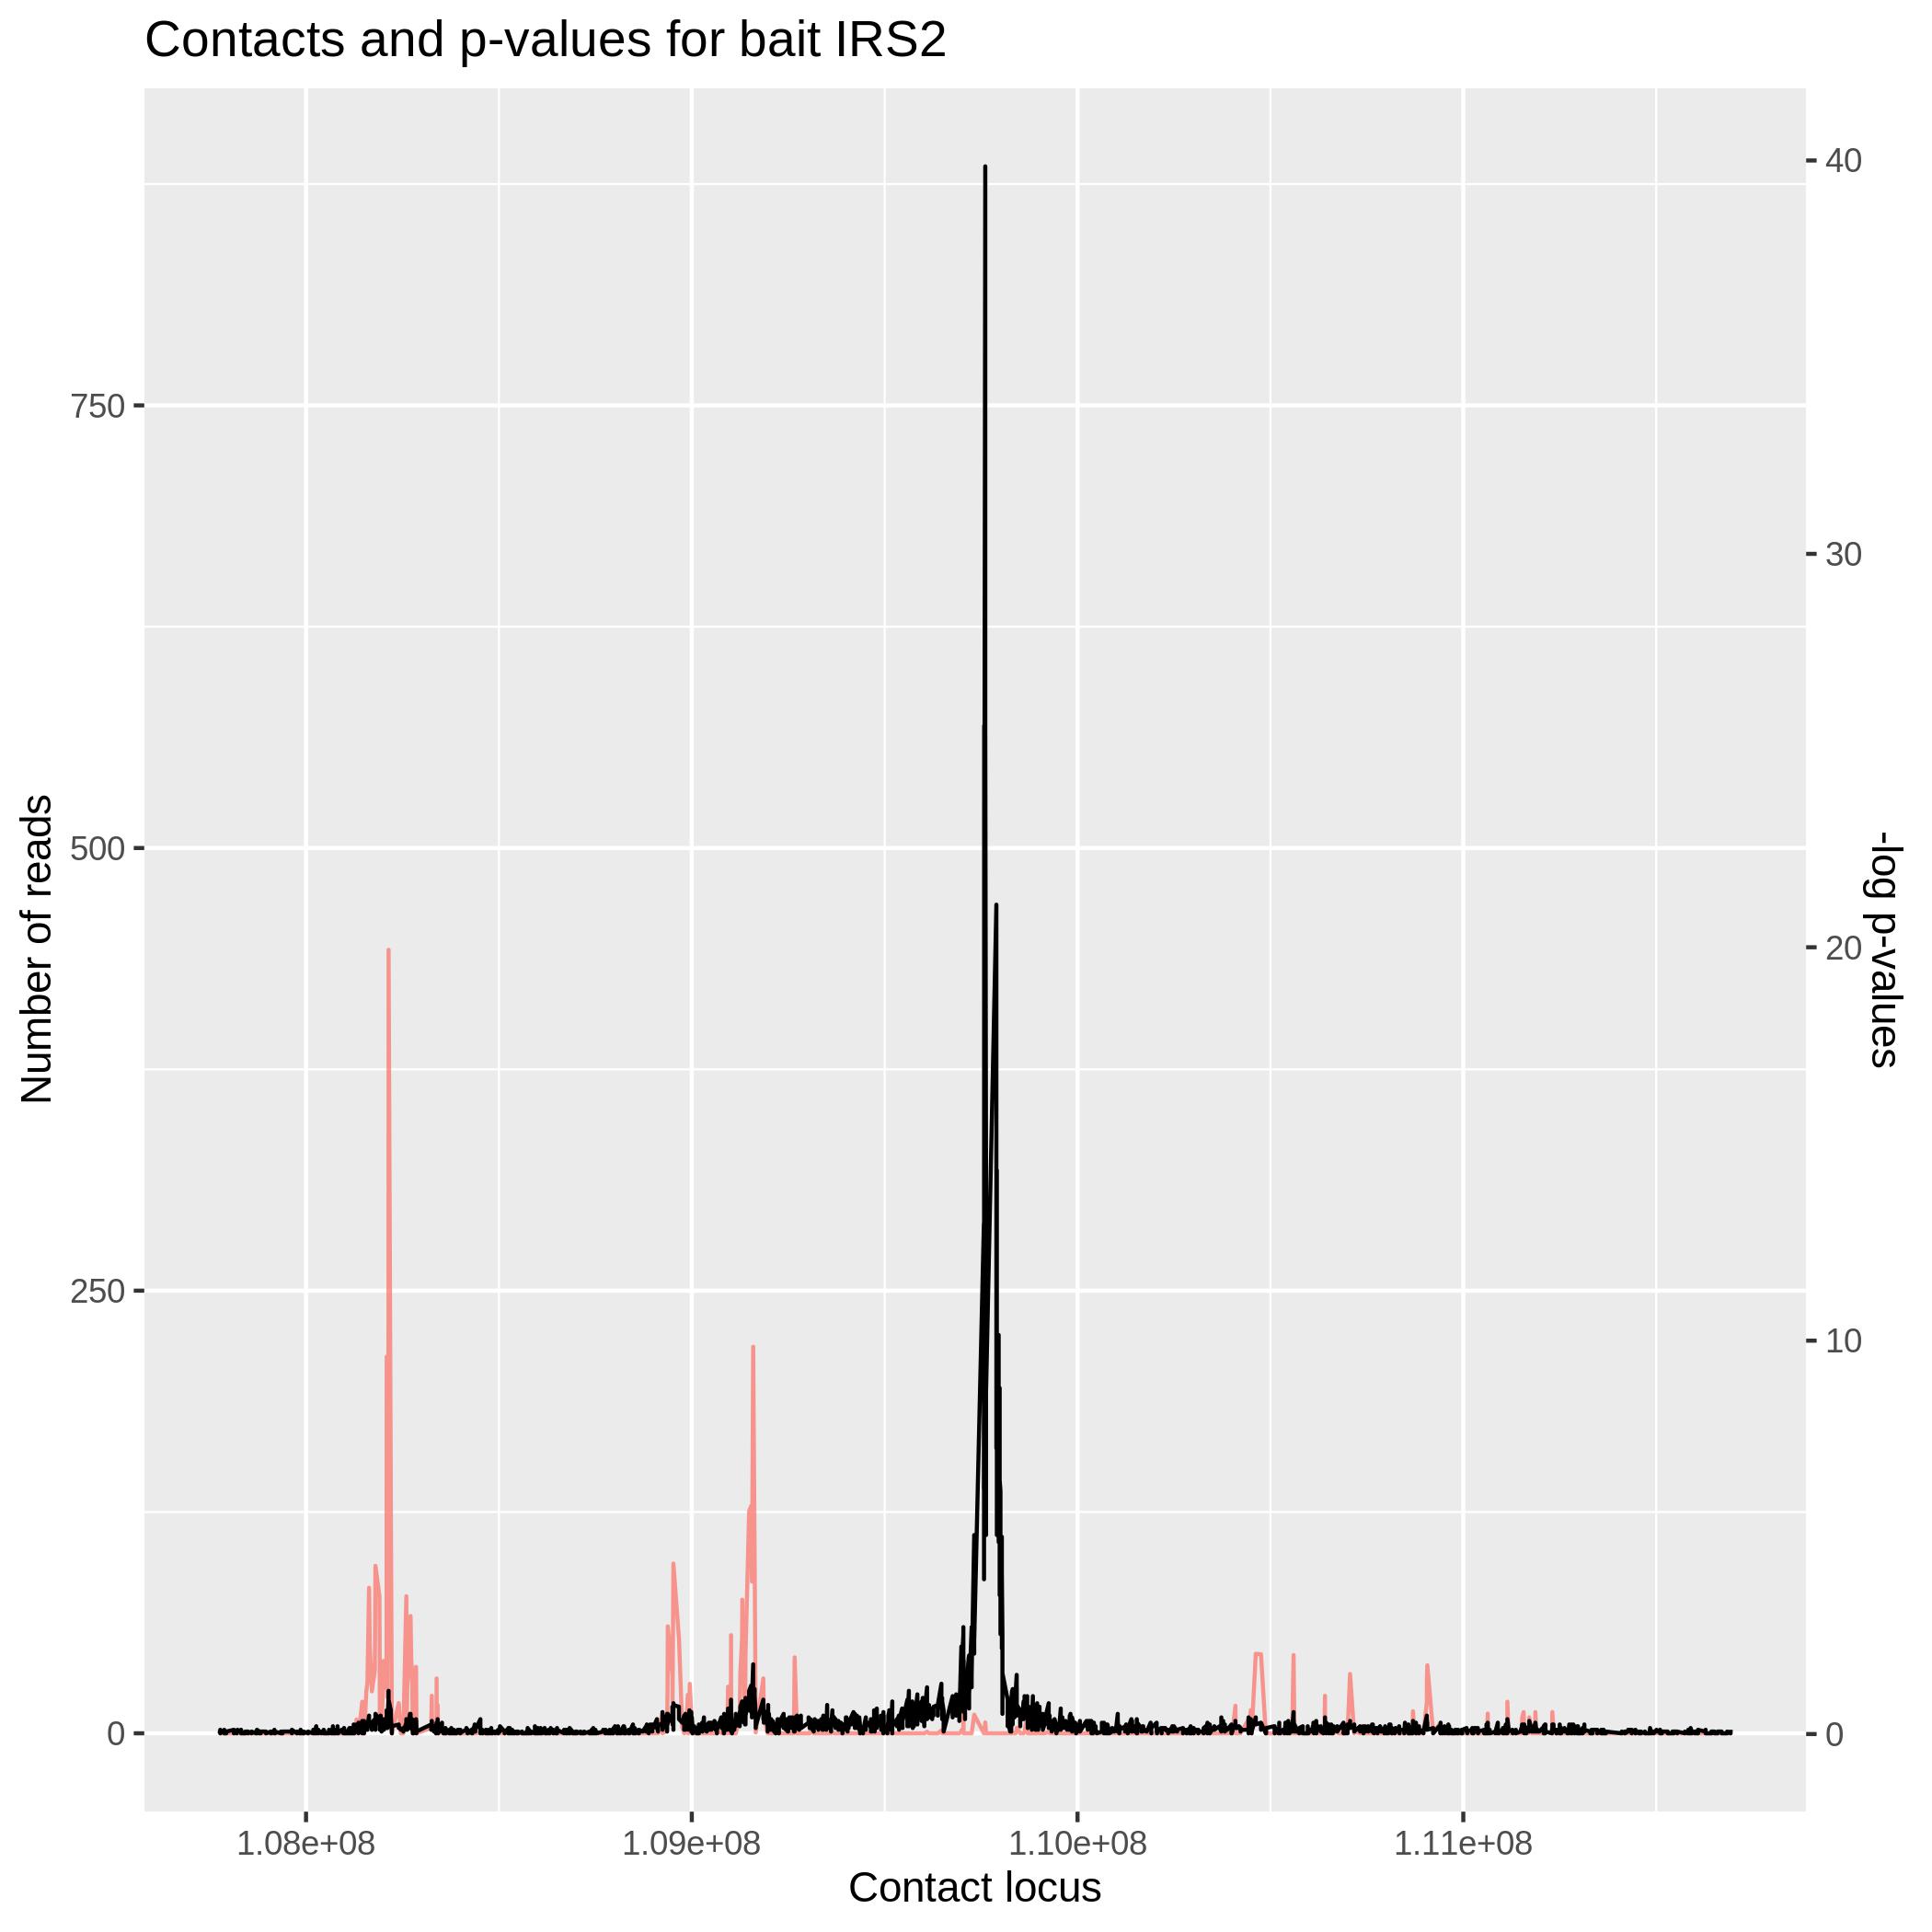 Contacts and p-values for bait IRS2
Number of reads
750
500
250
0
40
30
20
10
0
-log p-values
1.08e+08
1.09e+08
1.10e+08
1.11e+08
Contact locus